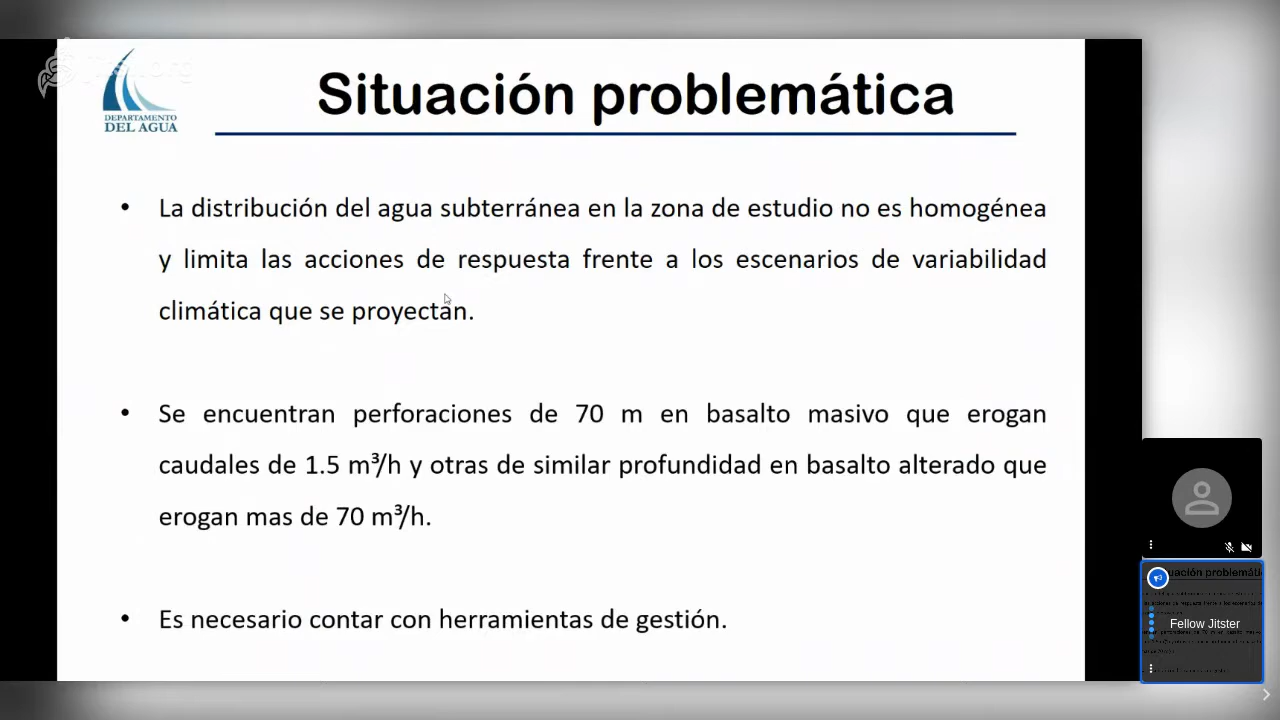 DEPARTAMENTO
DEL AGUA
Situación problemática
• La distribución del agua subterránea en la zona de estudio no es homogénea
y limita las acciones de respuesta frente a los escenarios de variabilidad
climática que se proyectan.
• Se encuentran perforaciones de 70 m en basalto masivo que erogan
caudales de 1.5 m³/h y otras de similar profundidad en basalto alterado que
erogan mas de 70 m³/h.
• Es necesario contar con herramientas de gestión.
Fellow Jitster